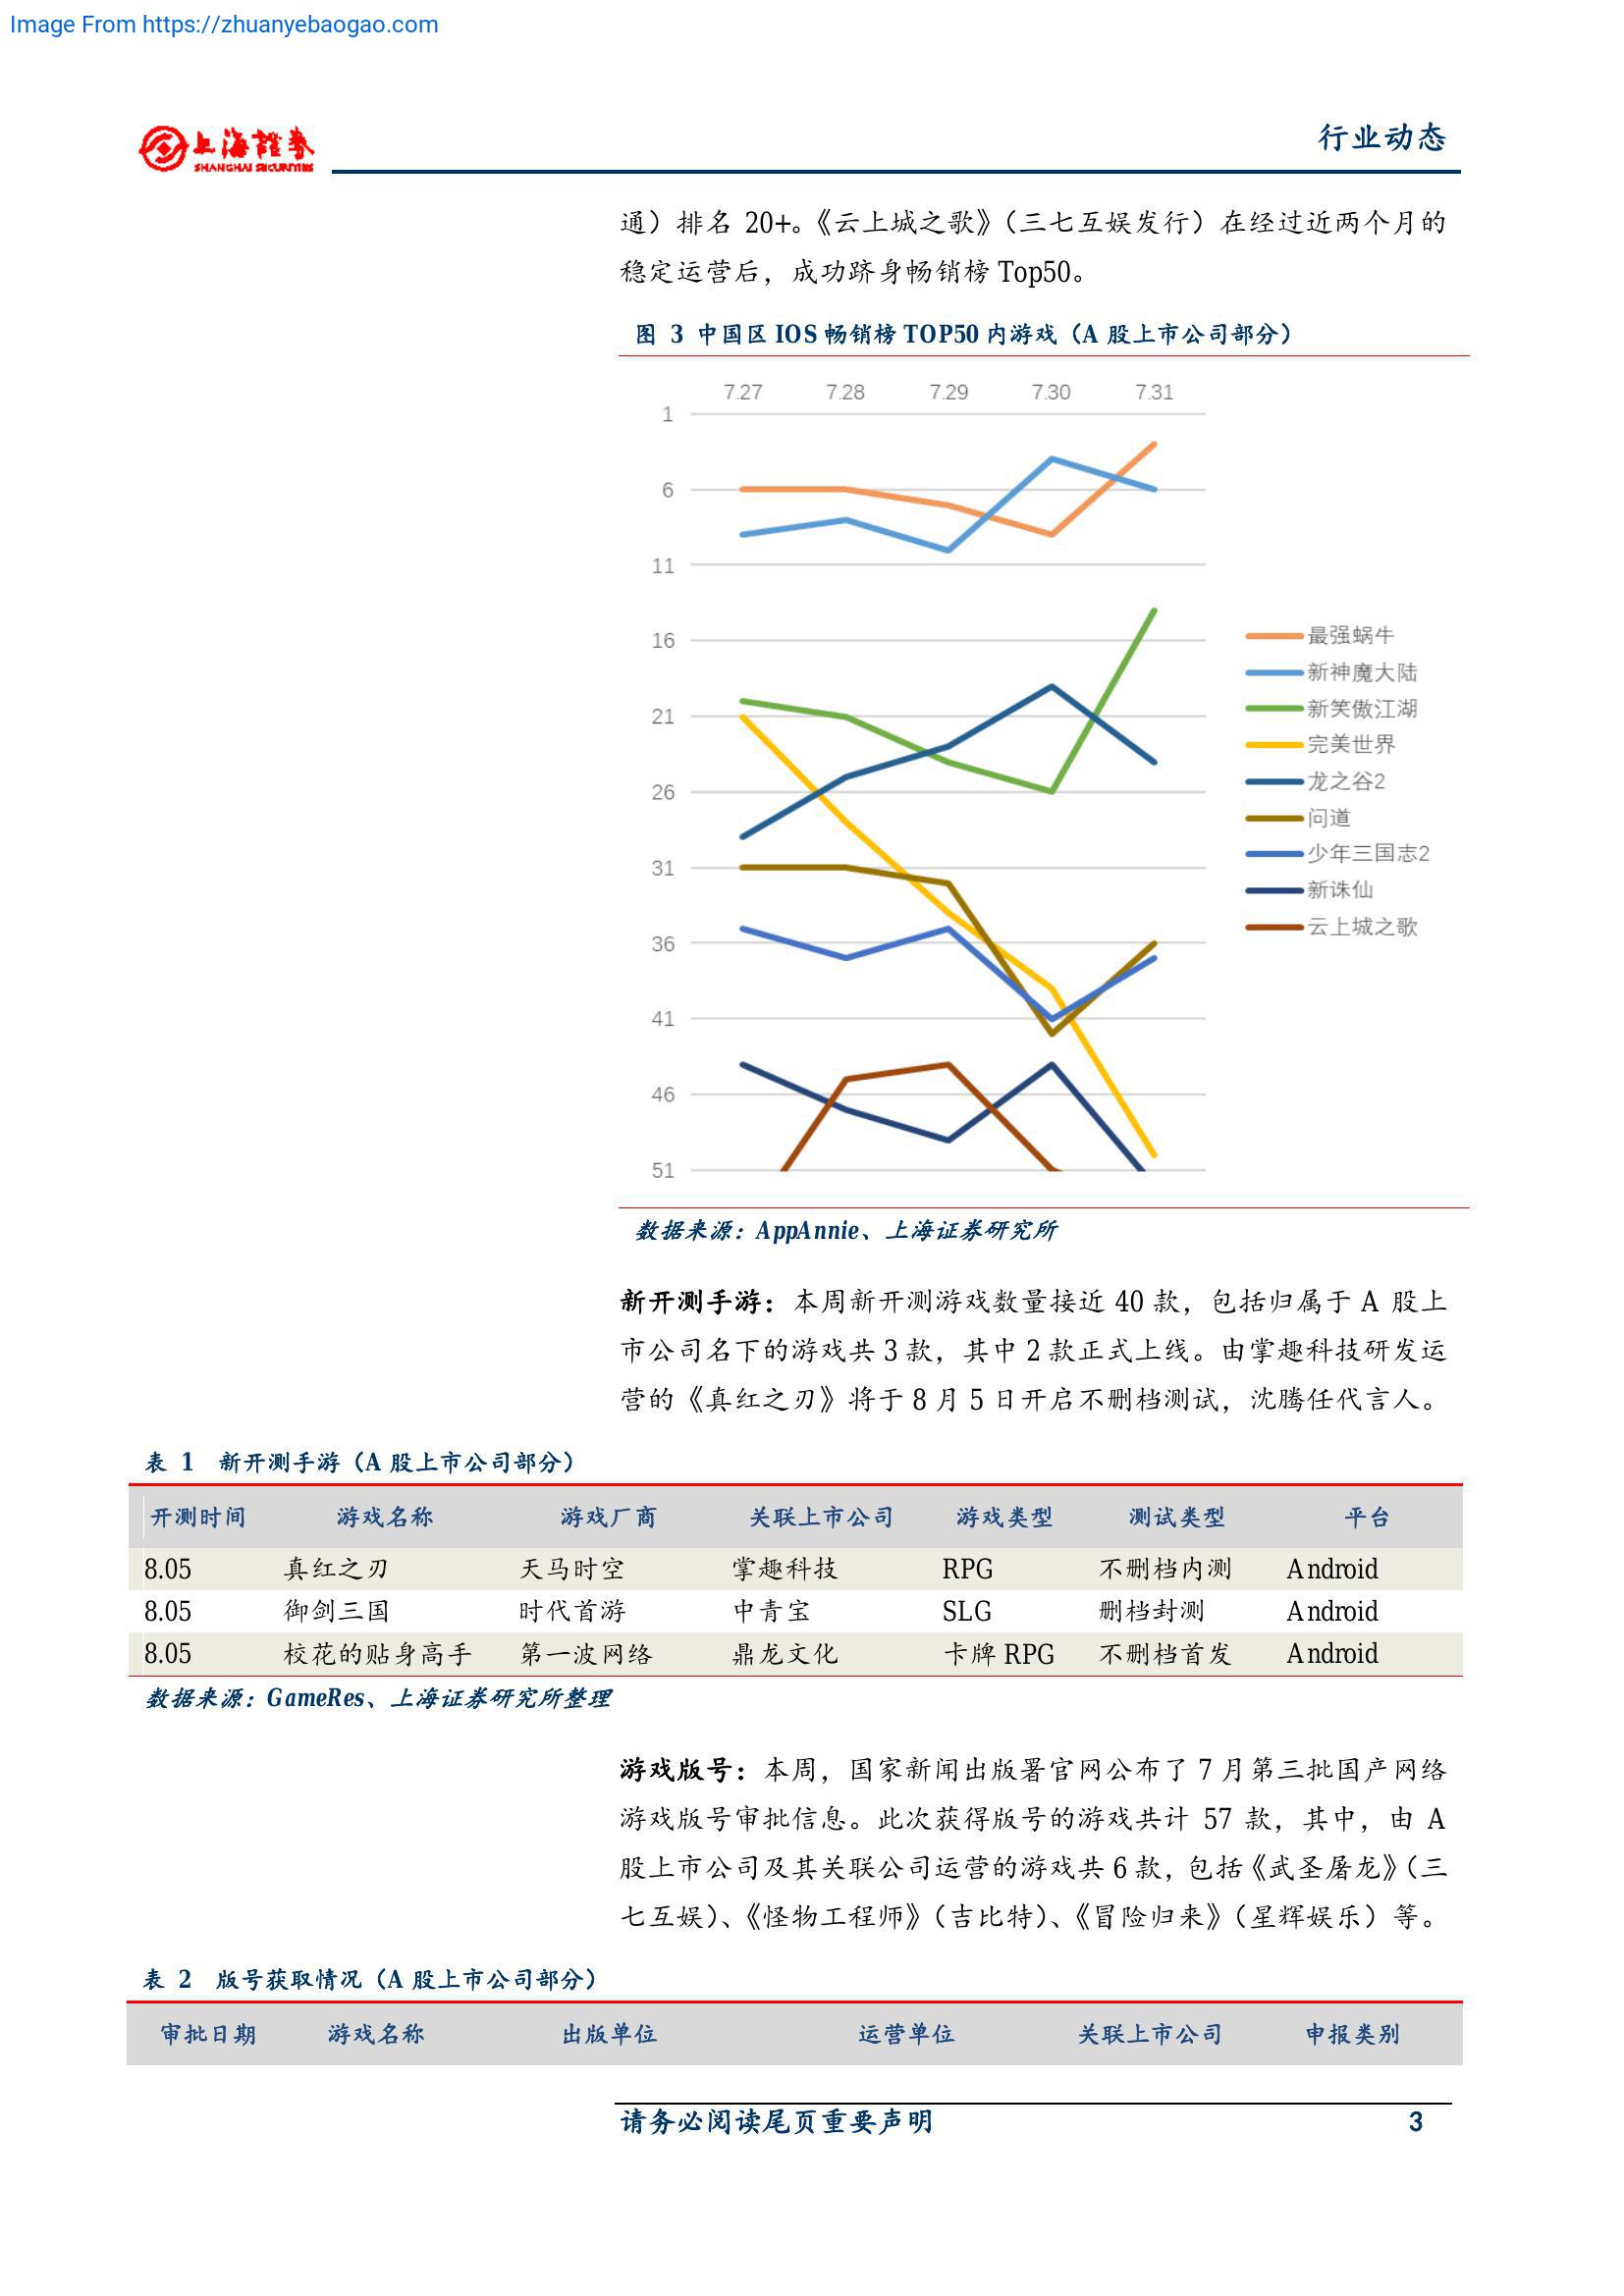 Image From https://zhuanyebaogao.com
上海證券
SHANGHAI SECURITIES
行业动态
通）排名 20+。《云上城之歌》（三七互娱发行）在经过近两个月的
稳定运营后，成功跻身畅销榜 Top50。
图 3 中国区 IOS 畅销榜 TOP50 内游戏（A 股上市公司部分）
7.27 7.28 7.29 7.30 7.31
1
6
11
16
21
26
31
36
41
46
51
最强蜗牛
新神魔大陆
新笑傲江湖
完美世界
龙之谷2
问道
少年三国志2
新诛仙
云上城之歌
数据来源：AppAnnie、上海证券研究所
新开测手游：本周新开测游戏数量接近 40 款，包括归属于 A 股上
市公司名下的游戏共 3 款，其中 2 款正式上线。由掌趣科技研发运
营的《真红之刃》将于 8 月 5 日开启不删档测试，沈腾任代言人。
表 1 新开测手游（A 股上市公司部分）
开测时间 游戏名称 游戏厂商 关联上市公司 游戏类型 测试类型 平台
8.05 真红之刃 天马时空 掌趣科技 RPG 不删档内测 Android
8.05 御剑三国 时代首游 中青宝 SLG 删档封测 Android
8.05 校花的贴身高手 第一波网络 鼎龙文化 卡牌 RPG 不删档首发 Android
数据来源：GameRes、上海证券研究所整理
游戏版号：本周，国家新闻出版署官网公布了 7 月第三批国产网络
游戏版号审批信息。此次获得版号的游戏共计 57 款，其中，由 A
股上市公司及其关联公司运营的游戏共 6 款，包括《武圣屠龙》（三
七互娱）、《怪物工程师》（吉比特）、《冒险归来》（星辉娱乐）等。
表 2 版号获取情况（A 股上市公司部分）
审批日期 游戏名称 出版单位 运营单位 关联上市公司 申报类别
请务必阅读尾页重要声明 3